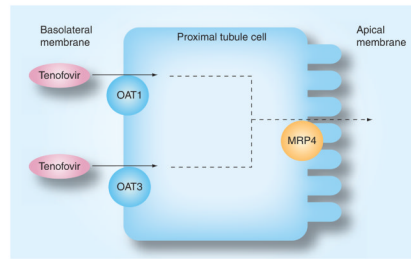 Basolateral
membrane
Proximal tubule cell
Apical
membrane
Tenofovir
OAT1
MRP4
Tenofovir
OAT3